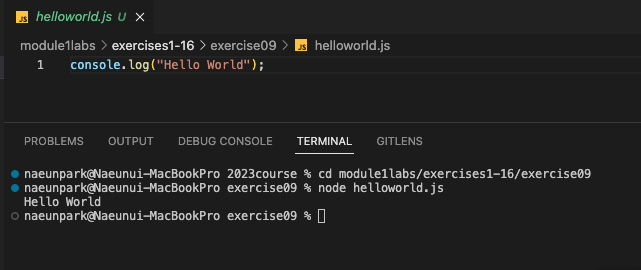 JS helloworld.js U ×
module1labs > exercises1-16 > exercise09 > JS helloworld.js
1 console.log("Hello World");
PROBLEMS OUTPUT DEBUG CONSOLE TERMINAL GITLENS
naeunpark@Naeunui-MacBookPro 2023course % cd module1labs/exercises1-16/exercise09
naeunpark@Naeunui-MacBookPro exercise09 % node helloworld.js
Hello World
naeunpark@Naeunui-MacBookPro exercise09 %